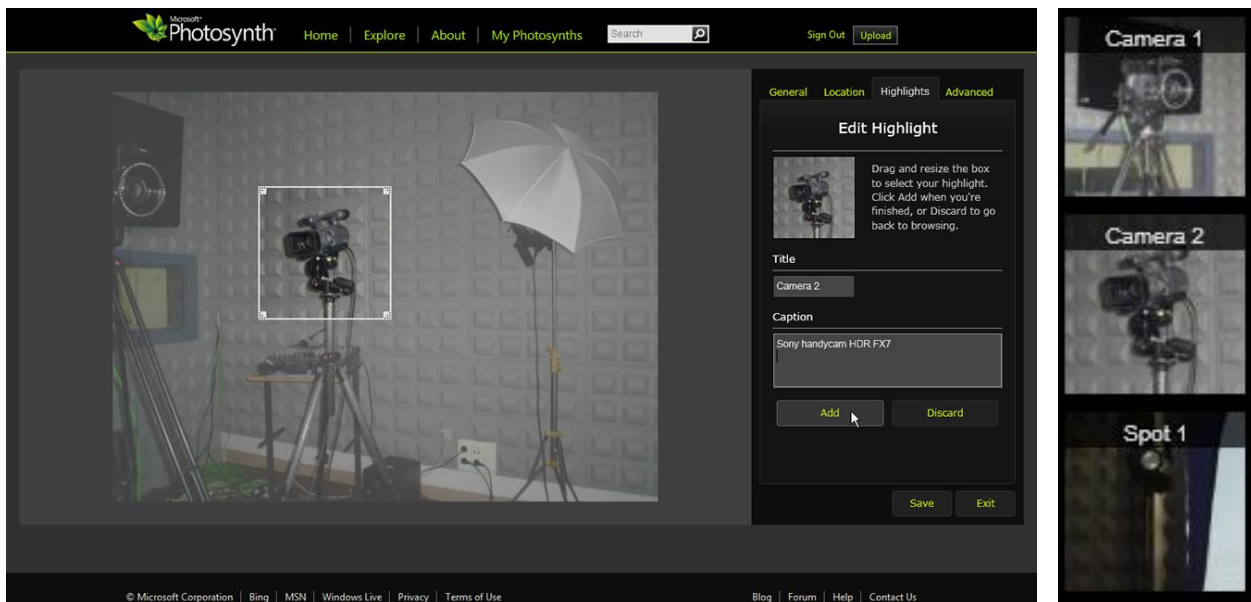 Microsoft®
Photosynth™
Home | Explore | About | My Photosynths
Search
Sign Out
Upload
General
Location
Highlights
Advanced
Edit Highlight
Drag and resize the box
to select your highlight.
Click Add when you're
finished, or Discard to go
back to browsing.
Title
Camera 2
Caption
Sony handycam HDR FX7
Add
Discard
Save
Exit
© Microsoft Corporation | Bing | MSN | Windows Live | Privacy | Terms of Use
Blog | Forum | Help | Contact Us
Camera 1
Camera 2
Spot 1